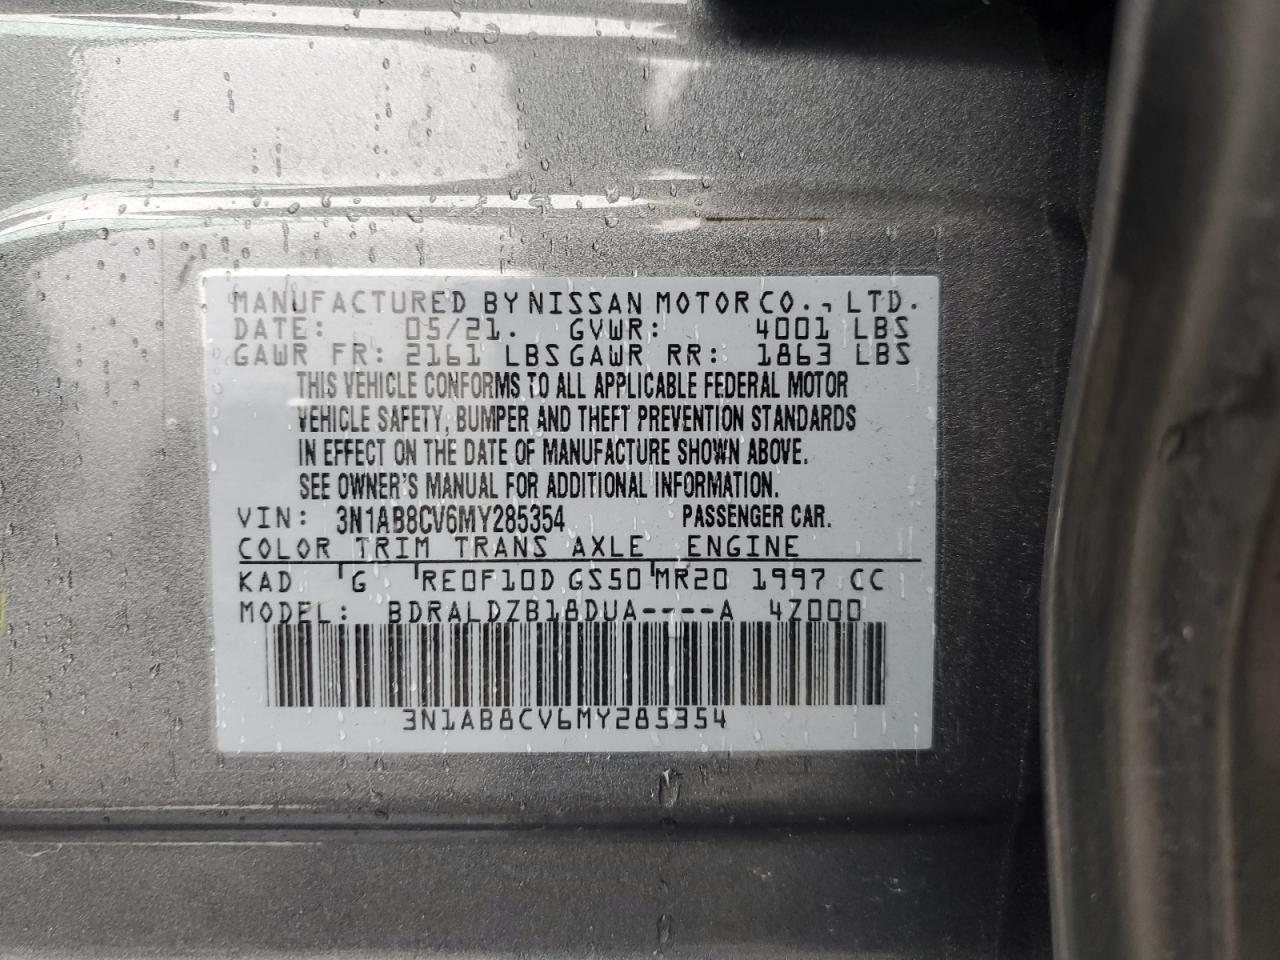 MANUFACTURED BY NISSAN MOTOR CO., LTD.
DATE: 05/21. GVWR: 4001 LBS
GAWR FR: 2161 LBS GAWR RR: 1863 LBS
THIS VEHICLE CONFORMS TO ALL APPLICABLE FEDERAL MOTOR
VEHICLE SAFETY, BUMPER AND THEFT PREVENTION STANDARDS
IN EFFECT ON THE DATE OF MANUFACTURE SHOWN ABOVE.
SEE OWNER'S MANUAL FOR ADDITIONAL INFORMATION.
VIN: 3N1AB8CV6MY285354 PASSENGER CAR.
COLOR TRIM TRANS AXLE ENGINE
KAD G RE0F10D GS50 MR20 1997 CC
MODEL: BDRALDZB18DUA----A 4Z000
3N1AB8CV6MY285354